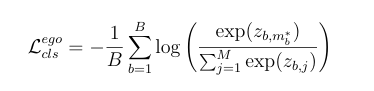 $$\mathcal{L}_{cls}^{ego} = -\frac{1}{B} \sum_{b=1}^{B} \log \left( \frac{\exp(z_{b,m_b^*})}{\sum_{j=1}^{M} \exp(z_{b,j})} \right)$$